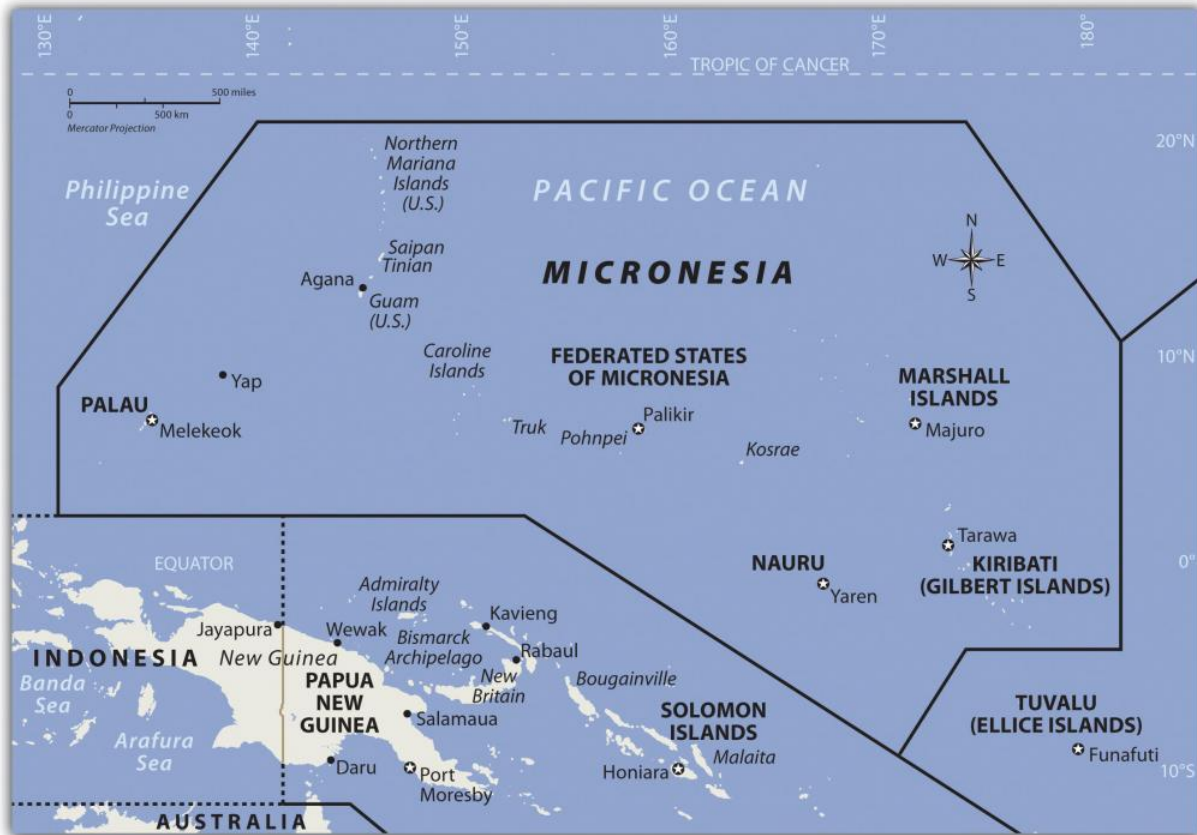 130°E
140°E
150°E
160°E
170°E
180°
TROPIC OF CANCER
0
500 miles
0
500 km
Mercator Projection
20°N
Northern
Mariana
Islands
(U.S.)
Philippine
Sea
PACIFIC OCEAN
N
W
E
S
Saipan
Tinian
MICRONESIA
Agana
Guam
(U.S.)
10°N
Caroline
Islands
FEDERATED STATES
OF MICRONESIA
MARSHALL
ISLANDS
Yap
PALAU
Melekeok
Truk
Pohnpei
Palikir
Majuro
Kosrae
Tarawa
KIRIBATI
(GILBERT ISLANDS)
NAURU
Yaren
0°
EQUATOR
Admiralty
Islands
Kavieng
Jayapura
Wewak
Bismarck
Archipelago
Rabaul
INDONESIA
New Guinea
New
Britain
Bougainville
Banda
Sea
PAPUA
NEW
GUINEA
Salamaua
SOLOMON
ISLANDS
Malaita
TUVALU
(ELLICE ISLANDS)
Funafuti
Arafura
Sea
Daru
Port
Moresby
Honiara
10°S
AUSTRALIA